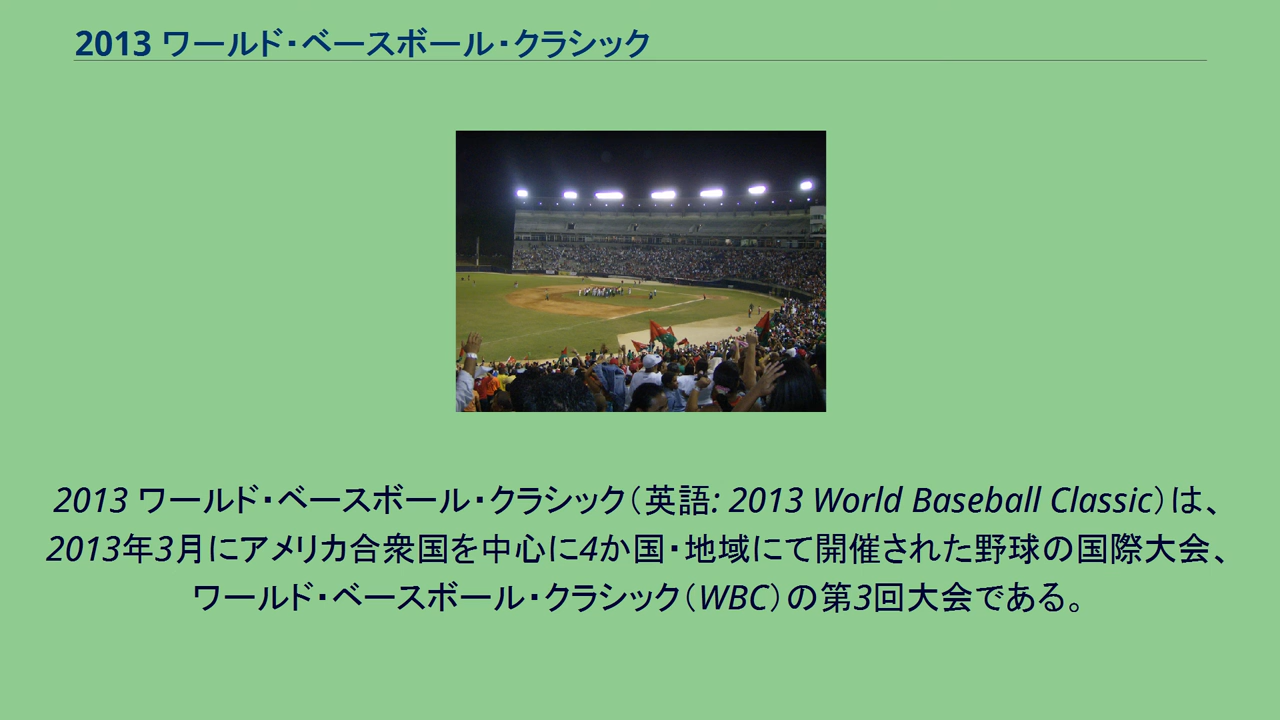 2013 ワールド・ベースボール・クラシック
2013 ワールド・ベースボール・クラシック（英語: 2013 World Baseball Classic）は、
2013年3月にアメリカ合衆国を中心に4か国・地域にて開催された野球の国際大会、
ワールド・ベースボール・クラシック（WBC）の第3回大会である。